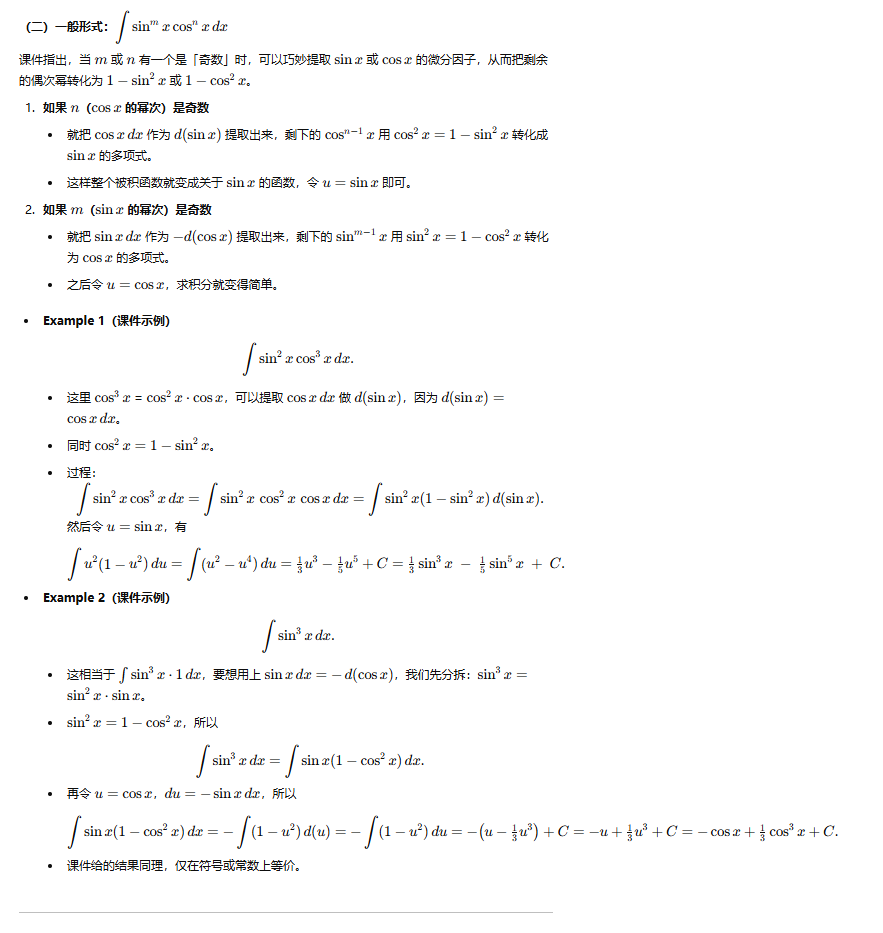 (二) 一般形式：∫ sin^m x cos^n x dx
课件指出，当 m 或 n 有一个是「奇数」时，可以巧妙提取 sin x 或 cos x 的微分因子，从而把剩余
的偶次幂转化为 1 − sin² x 或 1 − cos² x。
1. 如果 n（cos x 的幂次）是奇数
• 就把 cos x dx 作为 d(sin x) 提取出来，剩下的 cos^{n−1} x 用 cos² x = 1 − sin² x 转化成
sin x 的多项式。
• 这样整个被积函数就变成关于 sin x 的函数，令 u = sin x 即可。
2. 如果 m（sin x 的幂次）是奇数
• 就把 sin x dx 作为 −d(cos x) 提取出来，剩下的 sin^{m−1} x 用 sin² x = 1 − cos² x 转化
为 cos x 的多项式。
• 之后令 u = cos x，求积分就变得简单。
• Example 1（课件示例）
∫ sin² x cos³ x dx.
• 这里 cos³ x = cos² x · cos x，可以提取 cos x dx 做 d(sin x)，因为 d(sin x) =
cos x dx。
• 同时 cos² x = 1 − sin² x。
• 过程：
∫ sin² x cos³ x dx = ∫ sin² x cos² x cos x dx = ∫ sin² x(1 − sin² x) d(sin x).
然后令 u = sin x，有
∫ u²(1 − u²) du = ∫(u² − u⁴) du = 1/3 u³ − 1/5 u⁵ + C = 1/3 sin³ x − 1/5 sin⁵ x + C.
• Example 2（课件示例）
∫ sin³ x dx.
• 这相当于 ∫ sin³ x · 1 dx，要想用上 sin x dx = − d(cos x)，我们先分拆：sin³ x =
sin² x · sin x。
• sin² x = 1 − cos² x，所以
∫ sin³ x dx = ∫ sin x(1 − cos² x) dx.
• 再令 u = cos x，du = − sin x dx，所以
∫ sin x(1 − cos² x) dx = − ∫(1 − u²) d(u) = − ∫(1 − u²) du = −(u − 1/3 u³) + C = −u + 1/3 u³ + C = − cos x + 1/3 cos³ x + C.
• 课件给的结果同理，仅在符号或常数上等价。